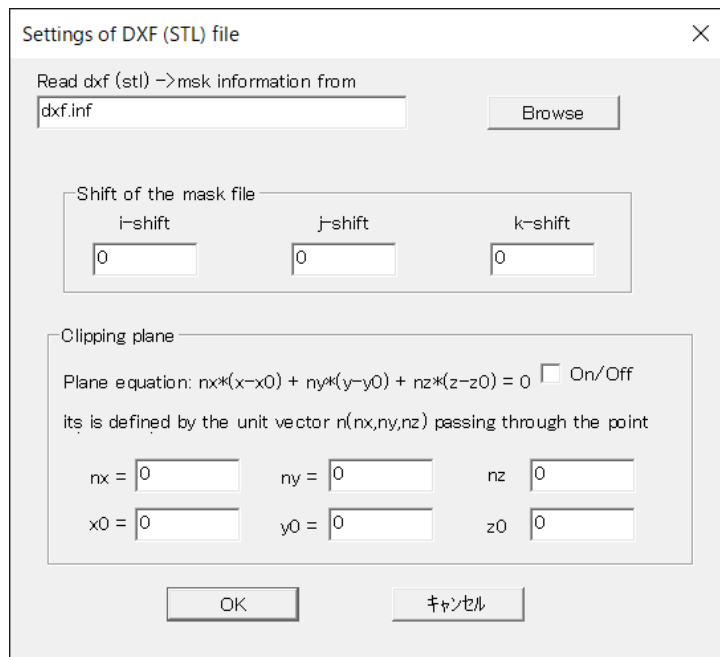 Settings of DXF (STL) file
Read dxf (stl) ->msk information from
dxf.inf
Browse
Shift of the mask file
i-shift j-shift k-shift
0 0 0
Clipping plane
Plane equation: nx*(x-x0) + ny*(y-y0) + nz*(z-z0) = 0 On/Off
its is defined by the unit vector n(nx,ny,nz) passing through the point
nx = 0 ny = 0 nz 0
x0 = 0 y0 = 0 z0 0
OK キャンセル